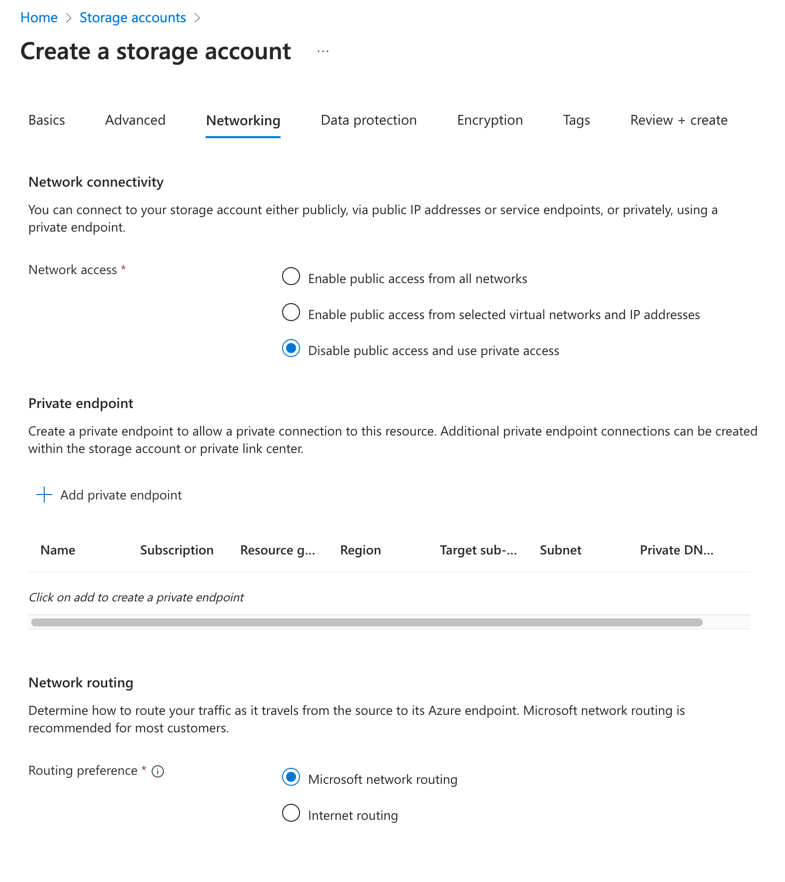 Home > Storage accounts >
Create a storage account ...
Basics Advanced Networking Data protection Encryption Tags Review + create
Network connectivity
You can connect to your storage account either publicly, via public IP addresses or service endpoints, or privately, using a
private endpoint.
Network access *
Enable public access from all networks
Enable public access from selected virtual networks and IP addresses
Disable public access and use private access
Private endpoint
Create a private endpoint to allow a private connection to this resource. Additional private endpoint connections can be created
within the storage account or private link center.
+ Add private endpoint
Name Subscription Resource g... Region Target sub-... Subnet Private DN...
Click on add to create a private endpoint
Network routing
Determine how to route your traffic as it travels from the source to its Azure endpoint. Microsoft network routing is
recommended for most customers.
Routing preference *
Microsoft network routing
Internet routing